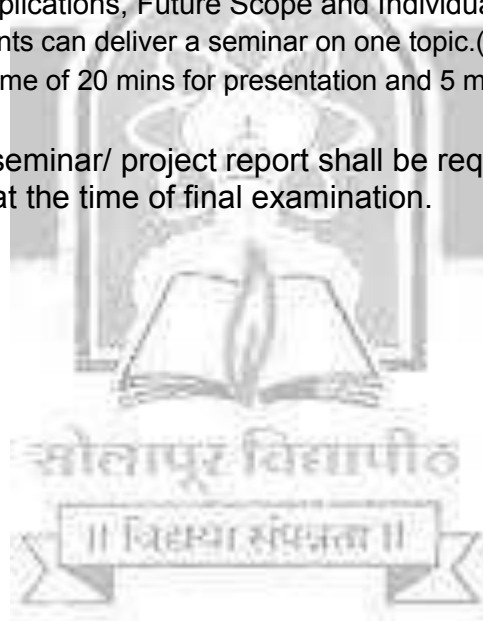 plications, Future Scope and Individua
nts can deliver a seminar on one topic.(
me of 20 mins for presentation and 5 m
seminar/ project report shall be req
at the time of final examination.
सोलापूर विद्यापीठ
॥ विद्यया संपन्नता ॥